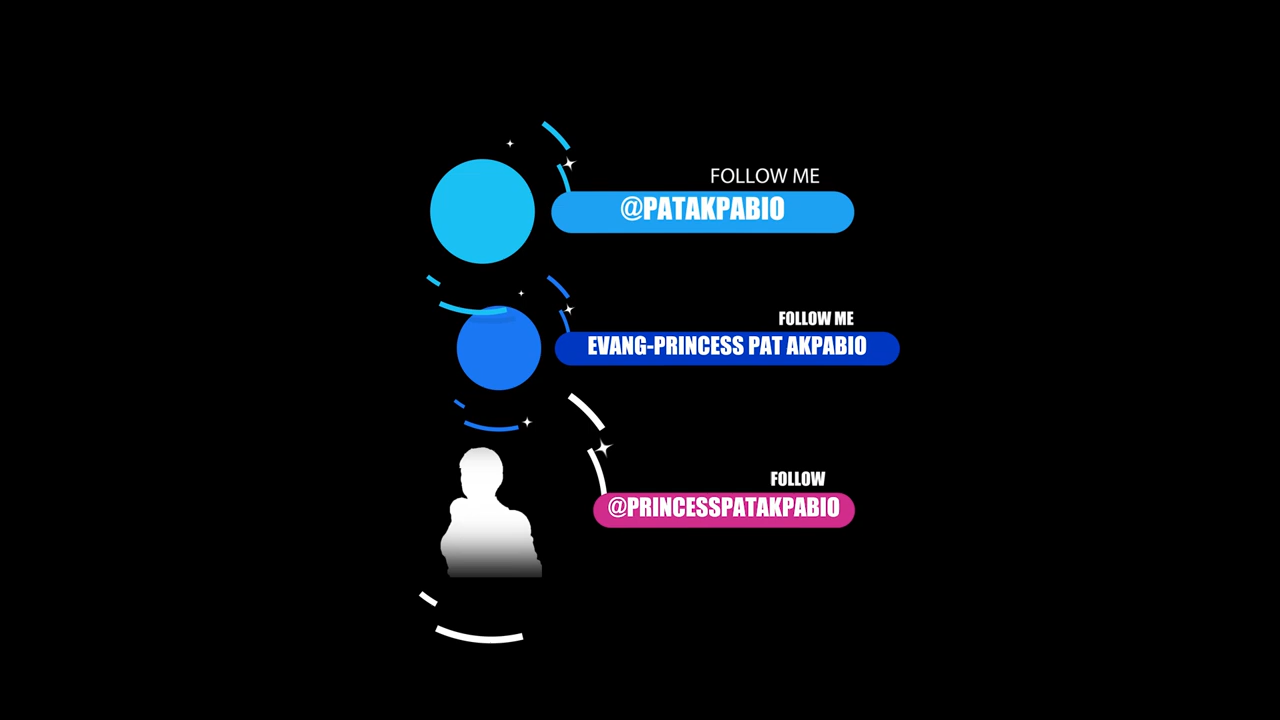 FOLLOW ME
@PATAKPABIO
FOLLOW ME
EVANG-PRINCESS PAT AKPABIO
FOLLOW
@PRINCESSPATAKPABIO